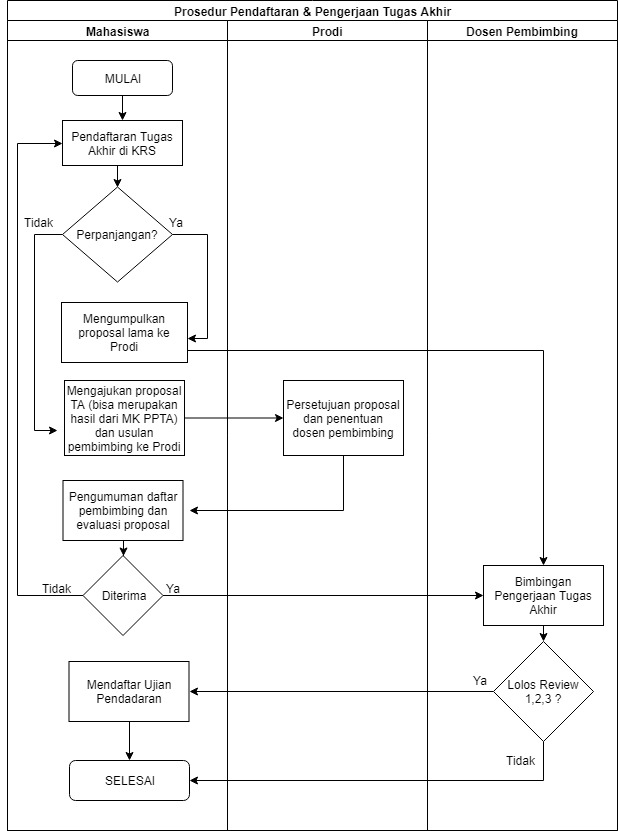 Prosedur Pendaftaran & Pengerjaan Tugas Akhir
Mahasiswa
Prodi
Dosen Pembimbing
MULAI
Pendaftaran Tugas
Akhir di KRS
Tidak
Perpanjangan?
Ya
Mengumpulkan
proposal lama ke
Prodi
Mengajukan proposal
TA (bisa merupakan
hasil dari MK PPTA)
dan usulan
pembimbing ke Prodi
Persetujuan proposal
dan penentuan
dosen pembimbing
Pengumuman daftar
pembimbing dan
evaluasi proposal
Tidak
Diterima
Ya
Bimbingan
Pengerjaan Tugas
Akhir
Mendaftar Ujian
Pendadaran
Ya
Lolos Review
1,2,3 ?
Tidak
SELESAI